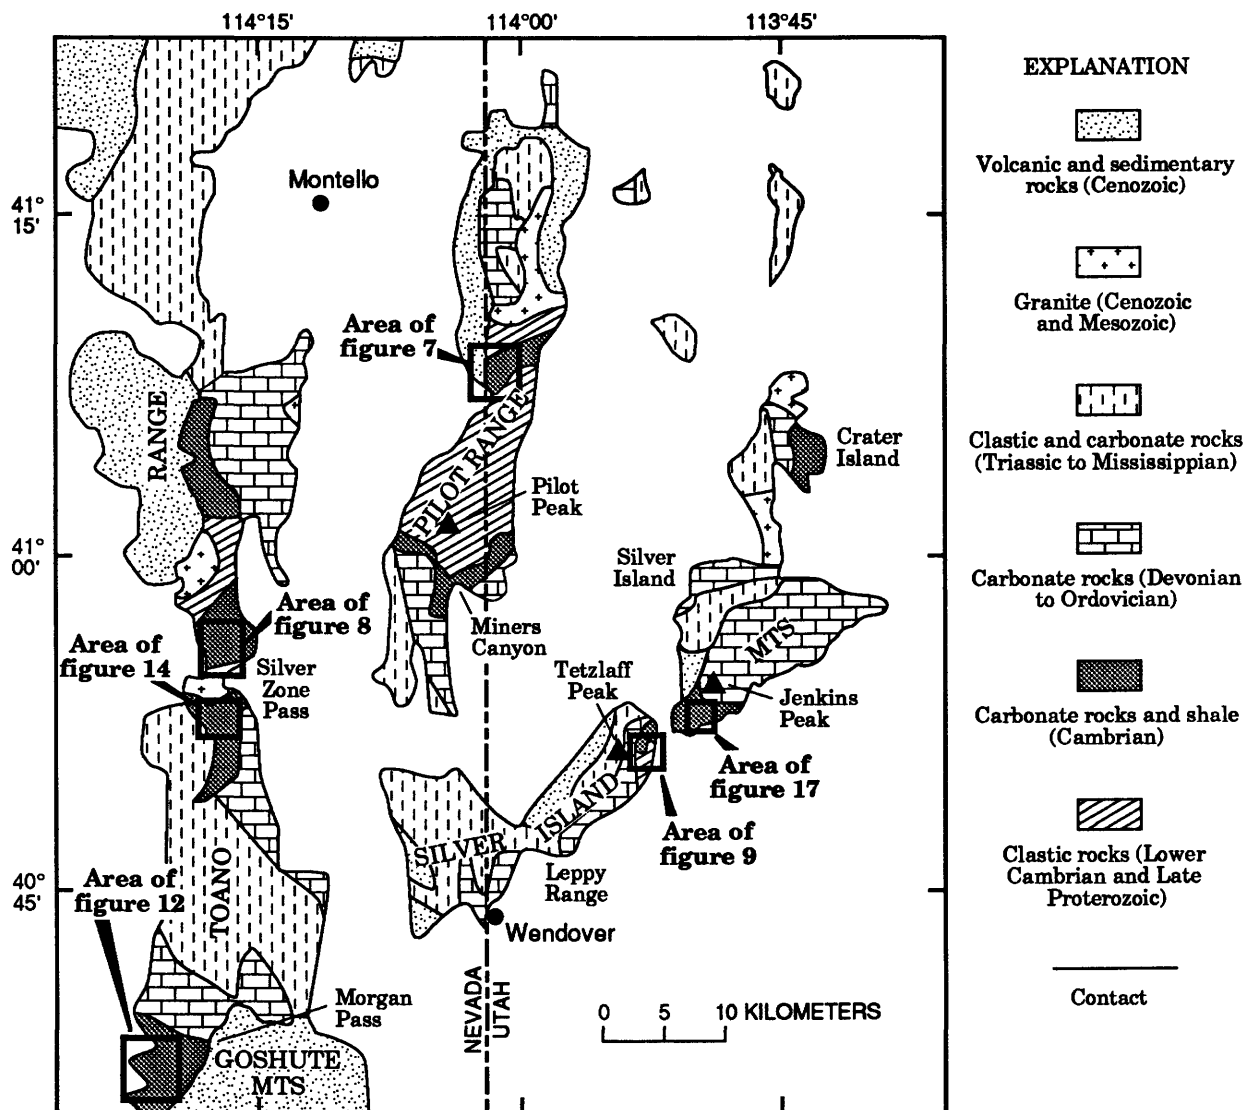 114°15'
114°00'
113°45'
41°
15'
41°
00'
40°
45'
Montello
Area of
figure 7
RANGE
PILOT RANGE
Pilot
Peak
Crater
Island
Silver
Island
Area of
figure 8
Area of
figure 14
Silver
Zone
Pass
Miners
Canyon
Tetzlaff
Peak
MTS
Jenkins
Peak
Area of
figure 17
ISLAND
SILVER
Area of
figure 9
Leppy
Range
TOANO
Area of
figure 12
Wendover
NEVADA
UTAH
Morgan
Pass
GOSHUTE
MTS
0 5 10 KILOMETERS
EXPLANATION
Volcanic and sedimentary
rocks (Cenozoic)
Granite (Cenozoic
and Mesozoic)
Clastic and carbonate rocks
(Triassic to Mississippian)
Carbonate rocks (Devonian
to Ordovician)
Carbonate rocks and shale
(Cambrian)
Clastic rocks (Lower
Cambrian and Late
Proterozoic)
Contact